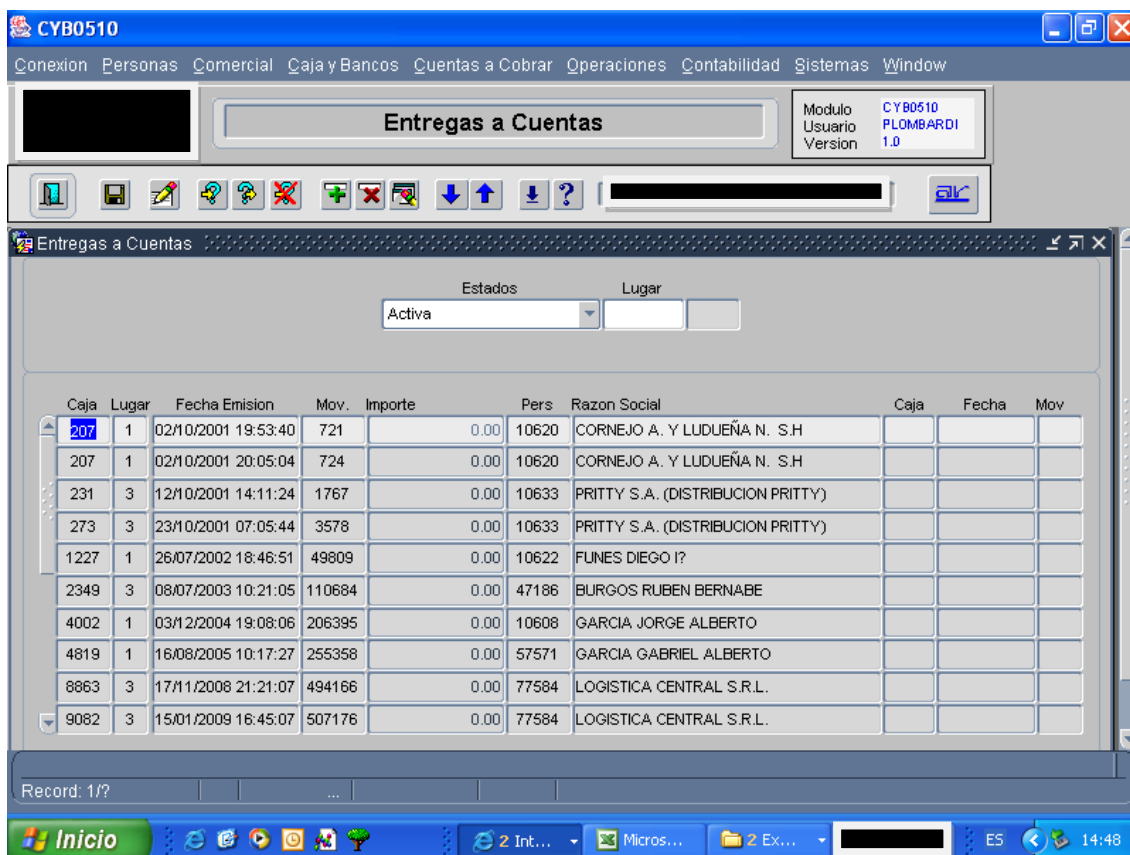 CYB0510
Conexion Personas Comercial Caja y Bancos Cuentas a Cobrar Operaciones Contabilidad Sistemas Window
Entregas a Cuentas
Modulo CYB0510
Usuario PLOMBARDI
Version 1.0
ar
Entregas a Cuentas
Estados Lugar
Activa
Caja Lugar Fecha Emision Mov. Importe Pers Razon Social Caja Fecha Mov
207 1 02/10/2001 19:53:40 721 0.00 10620 CORNEJO A. Y LUDUEÑA N. S.H
207 1 02/10/2001 20:05:04 724 0.00 10620 CORNEJO A. Y LUDUEÑA N. S.H
231 3 12/10/2001 14:11:24 1767 0.00 10633 PRITTY S.A. (DISTRIBUCION PRITTY)
273 3 23/10/2001 07:05:44 3578 0.00 10633 PRITTY S.A. (DISTRIBUCION PRITTY)
1227 1 26/07/2002 18:46:51 49809 0.00 10622 FUNES DIEGO I?
2349 3 08/07/2003 10:21:05 110684 0.00 47186 BURGOS RUBEN BERNABE
4002 1 03/12/2004 19:08:06 206395 0.00 10608 GARCIA JORGE ALBERTO
4819 1 16/08/2005 10:17:27 255358 0.00 57571 GARCIA GABRIEL ALBERTO
8863 3 17/11/2008 21:21:07 494166 0.00 77584 LOGISTICA CENTRAL S.R.L.
9082 3 15/01/2009 16:45:07 507176 0.00 77584 LOGISTICA CENTRAL S.R.L.
Record: 1/? ...
Inicio 2 Int... Micros... 2 Ex... ES 14:48